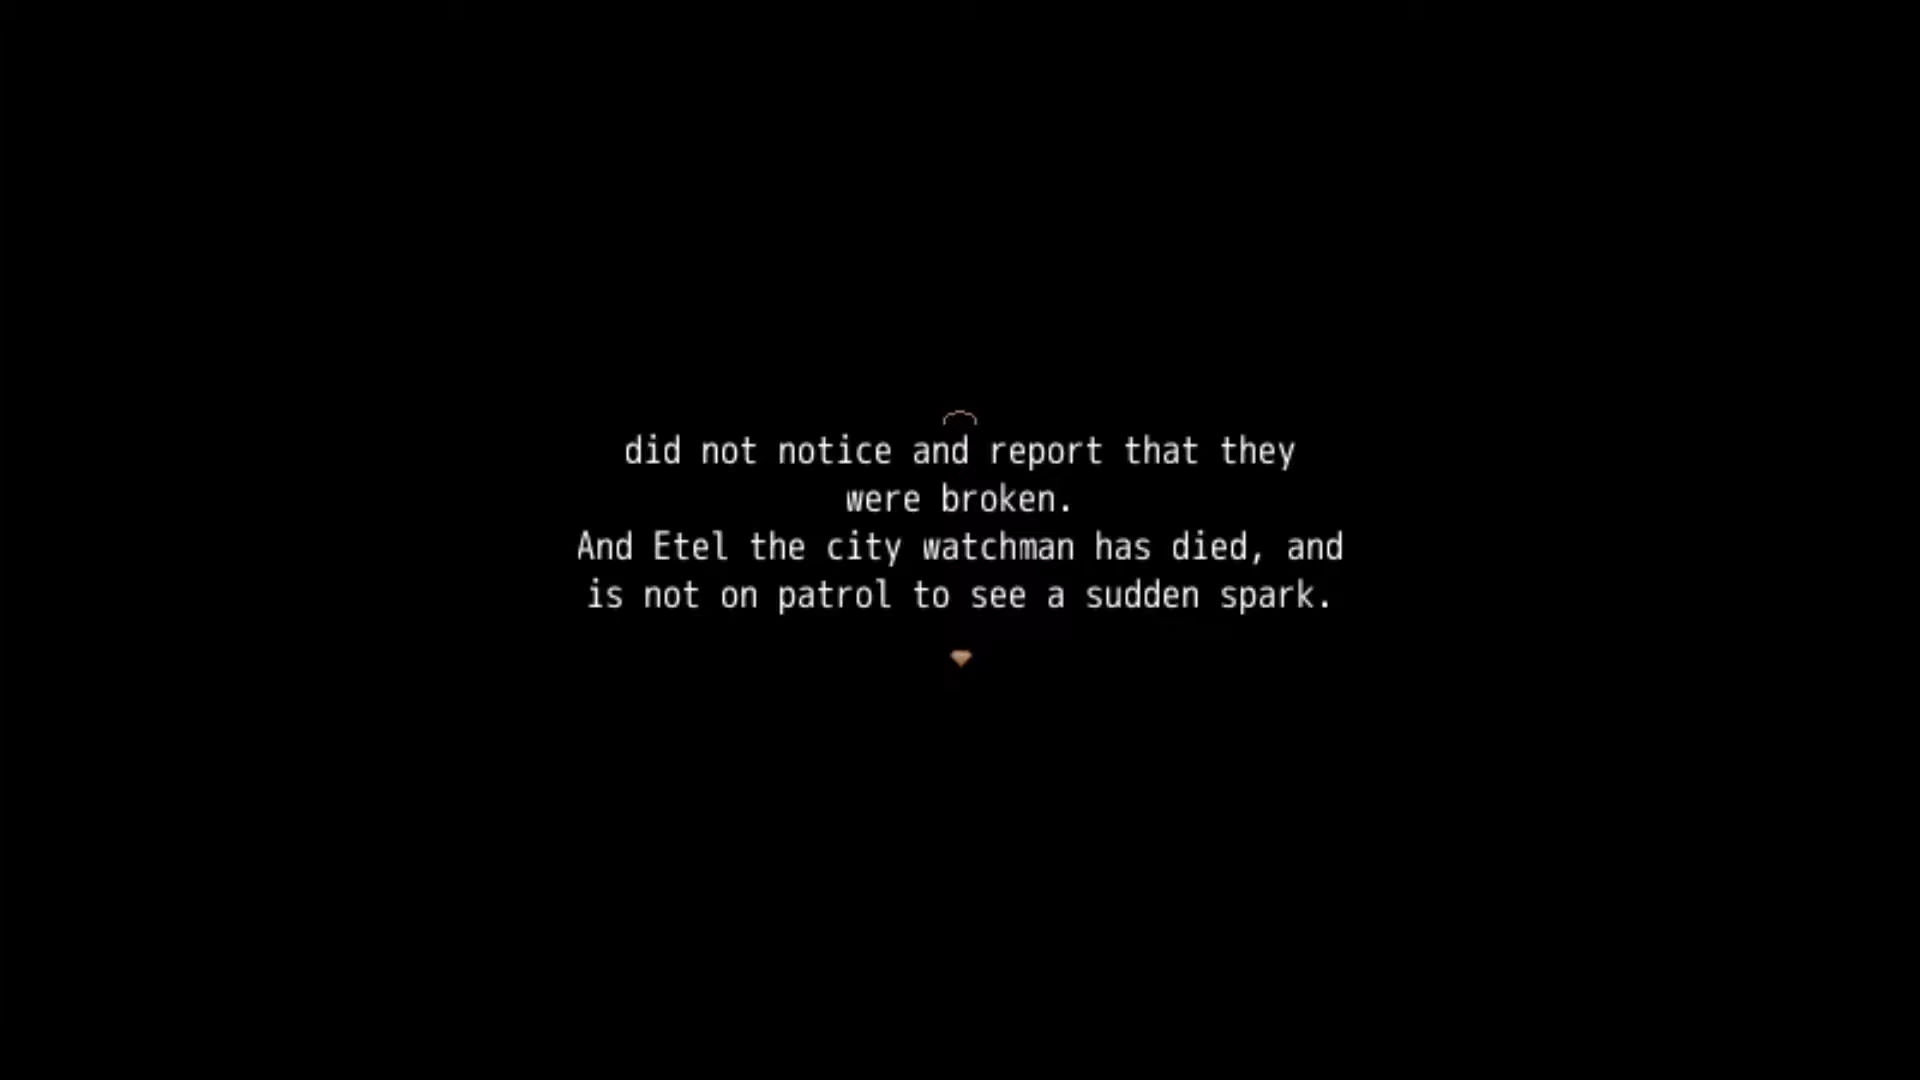 did not notice and report that they
were broken.
And Etel the city watchman has died, and
is not on patrol to see a sudden spark.